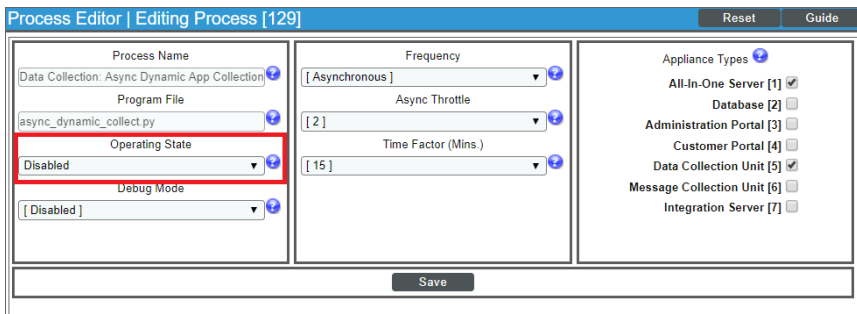 Process Editor | Editing Process [129]
Reset
Guide
Process Name
Data Collection: Async Dynamic App Collection
Program File
async_dynamic_collect.py
Operating State
Disabled
Debug Mode
[ Disabled ]
Frequency
[ Asynchronous ]
Async Throttle
[ 2 ]
Time Factor (Mins.)
[ 15 ]
Appliance Types
All-In-One Server [1]
Database [2]
Administration Portal [3]
Customer Portal [4]
Data Collection Unit [5]
Message Collection Unit [6]
Integration Server [7]
Save